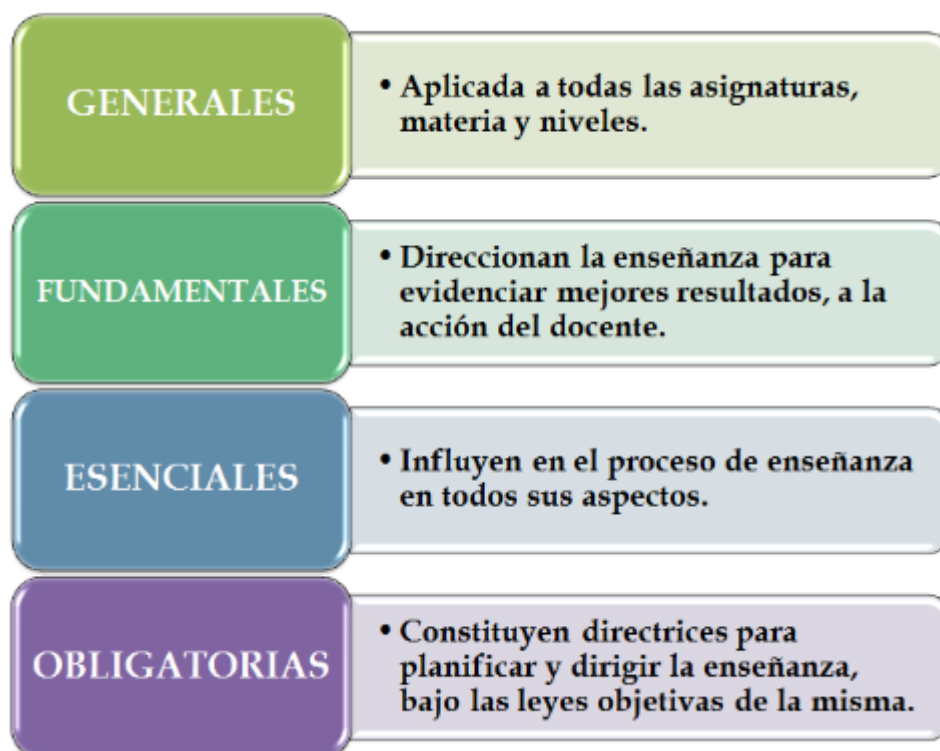 GENERALES
• Aplicada a todas las asignaturas,
materia y niveles.
FUNDAMENTALES
• Direccionan la enseñanza para
evidenciar mejores resultados, a la
acción del docente.
ESENCIALES
• Influyen en el proceso de enseñanza
en todos sus aspectos.
OBLIGATORIAS
• Constituyen directrices para
planificar y dirigir la enseñanza,
bajo las leyes objetivas de la misma.